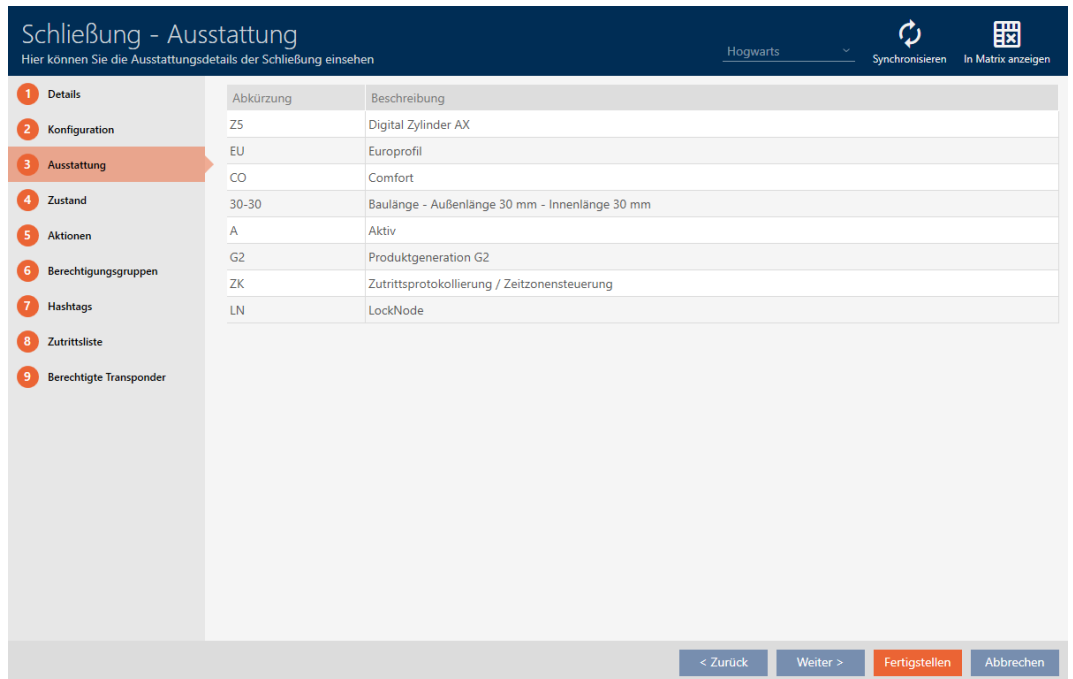 Schließung - Ausstattung
Hier können Sie die Ausstattungsdetails der Schließung einsehen
Hogwarts
Synchronisieren
In Matrix anzeigen
1 Details
2 Konfiguration
3 Ausstattung
4 Zustand
5 Aktionen
6 Berechtigungsgruppen
7 Hashtags
8 Zutrittsliste
9 Berechtigte Transponder
Abkürzung Beschreibung
Z5 Digital Zylinder AX
EU Europrofil
CO Comfort
30-30 Baulänge - Außenlänge 30 mm - Innenlänge 30 mm
A Aktiv
G2 Produktgeneration G2
ZK Zutrittsprotokollierung / Zeitzonensteuerung
LN LockNode
< Zurück Weiter > Fertigstellen Abbrechen